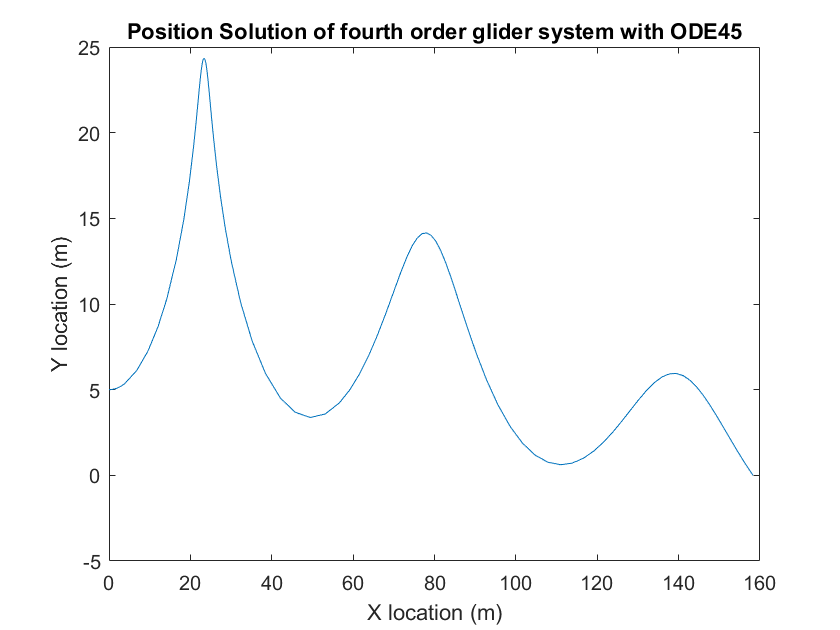 Position Solution of fourth order glider system with ODE45
25
20
15
10
5
0
-5
Y location (m)
0 20 40 60 80 100 120 140 160
X location (m)